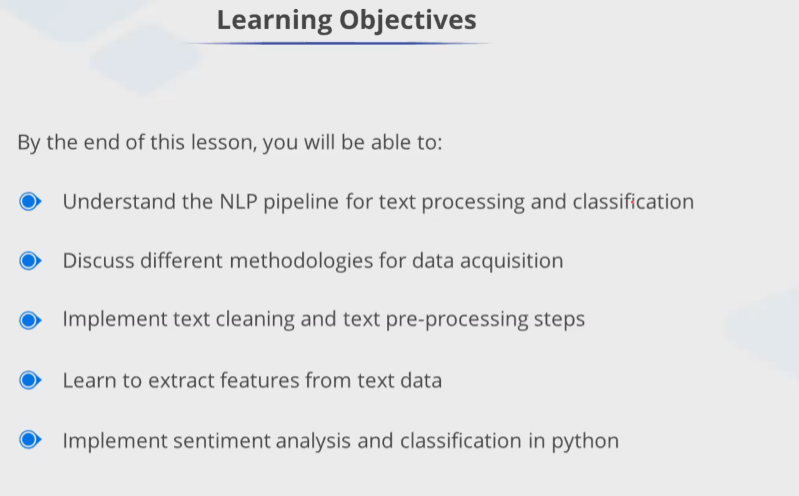 Learning Objectives
By the end of this lesson, you will be able to:
Understand the NLP pipeline for text processing and classification
Discuss different methodologies for data acquisition
Implement text cleaning and text pre-processing steps
Learn to extract features from text data
Implement sentiment analysis and classification in python